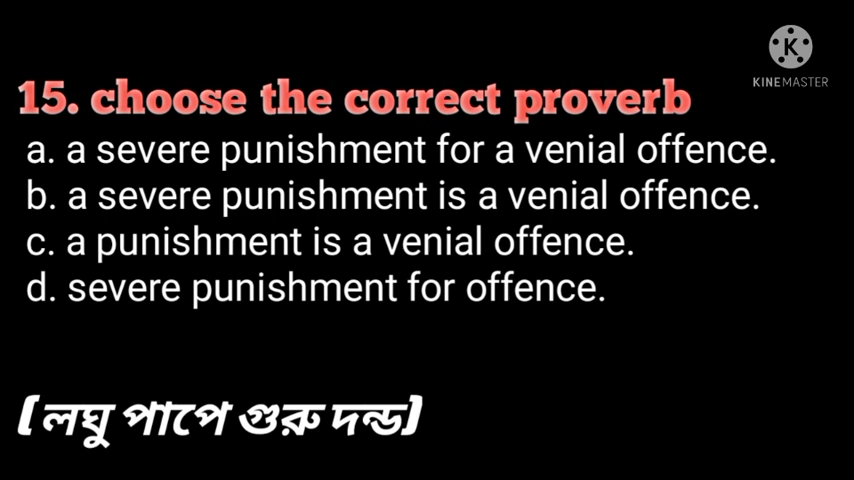 K
KINEMASTER
15. choose the correct proverb
a. a severe punishment for a venial offence.
b. a severe punishment is a venial offence.
c. a punishment is a venial offence.
d. severe punishment for offence.
(লঘু পাপে গুরু দন্ড)